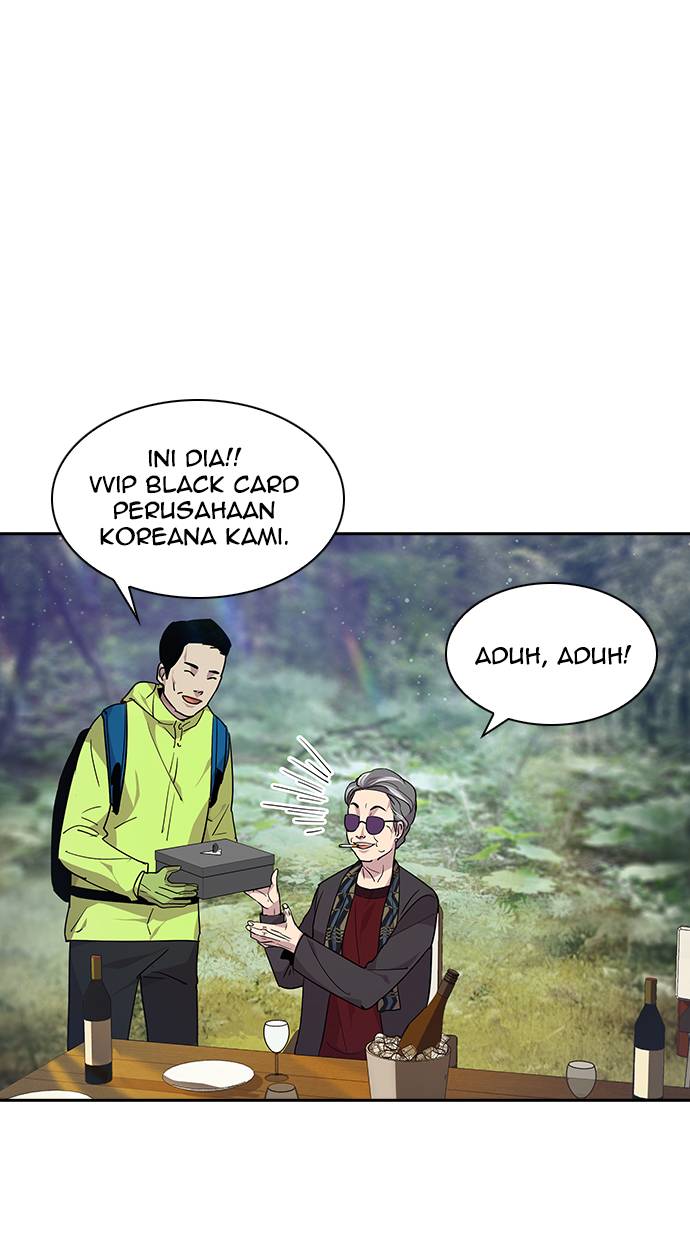 INI DIA!!
VVIP BLACK CARD
PERUSAHAAN
KOREANA KAMI.
ADUH, ADUH!